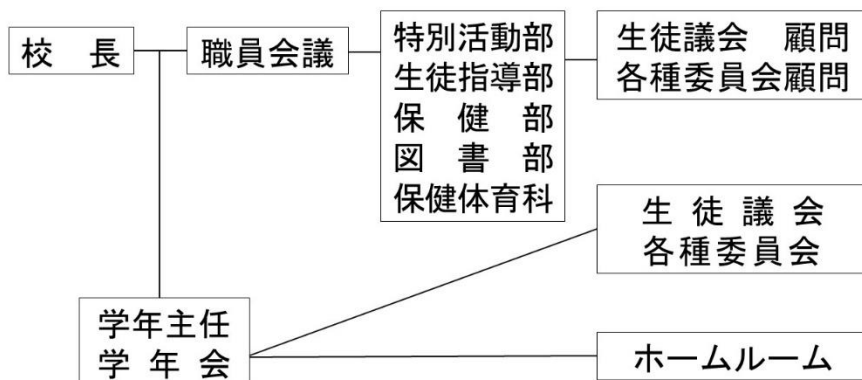 校長
職員会議
特別活動部
生徒指導部
保健部
図書部
保健体育科
生徒議会 顧問
各種委員会顧問
生徒議会
各種委員会
学年主任
学年会
ホームルーム